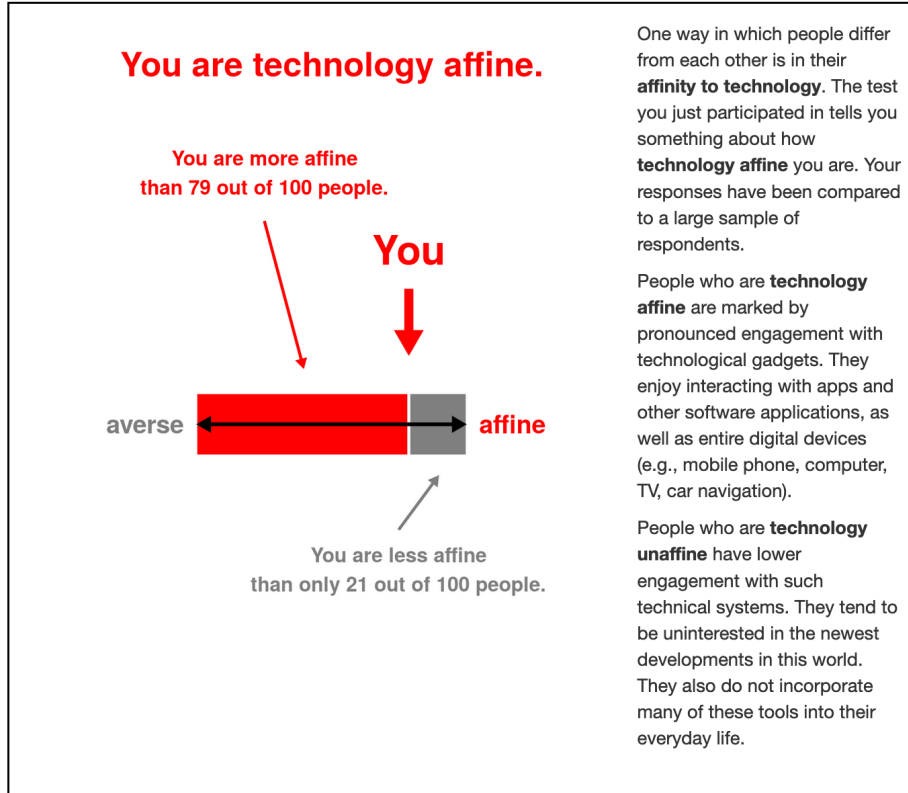 You are technology affine.
You are more affine
than 79 out of 100 people.
You
averse
affine
You are less affine
than only 21 out of 100 people.
One way in which people differ
from each other is in their
affinity to technology. The test
you just participated in tells you
something about how
technology affine you are. Your
responses have been compared
to a large sample of
respondents.
People who are technology
affine are marked by
pronounced engagement with
technological gadgets. They
enjoy interacting with apps and
other software applications, as
well as entire digital devices
(e.g., mobile phone, computer,
TV, car navigation).
People who are technology
unaffine have lower
engagement with such
technical systems. They tend to
be uninterested in the newest
developments in this world.
They also do not incorporate
many of these tools into their
everyday life.